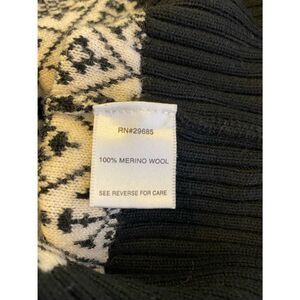 RN#29685
100% MERINO WOOL
SEE REVERSE FOR CARE